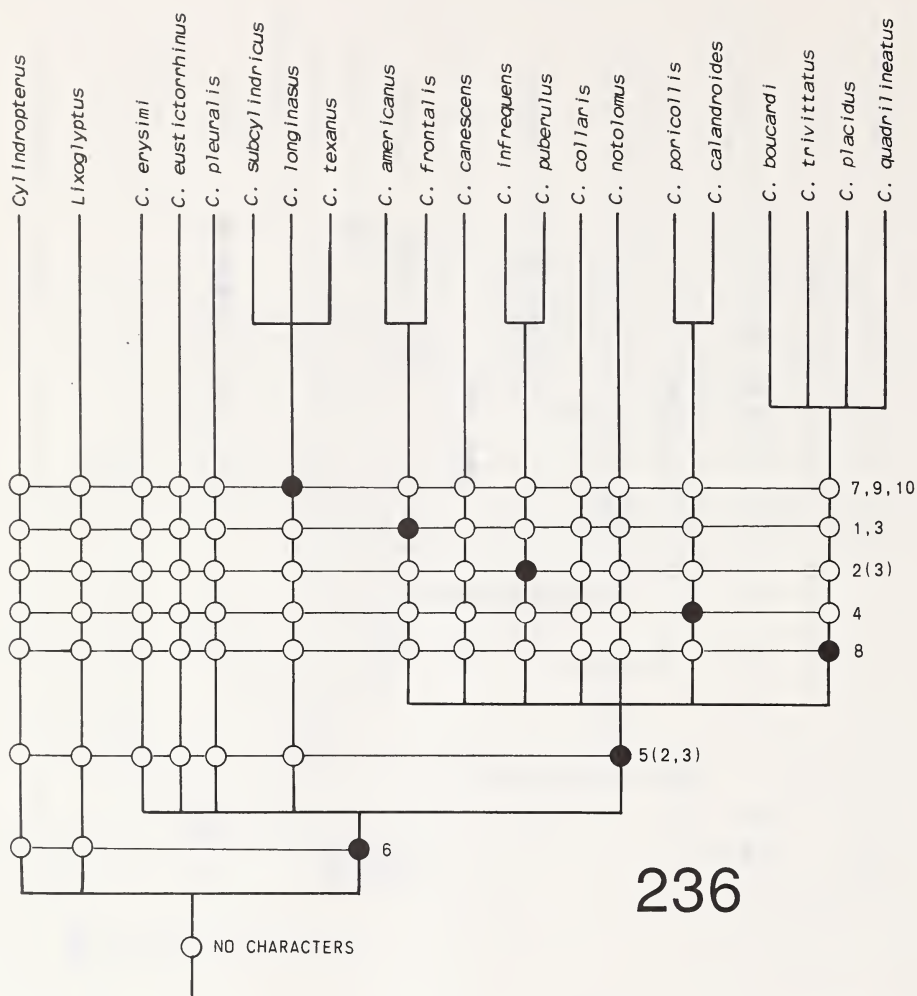 Cylindropterus
Lixoglyptus
C. erysimi
C. eustictorrhinus
C. pleuralis
C. subcylindricus
C. longinasus
C. texanus
C. americanus
C. frontalis
C. canescens
C. infrequens
C. puberulus
C. collaris
C. notolomus
C. poricollis
C. calandroides
C. boucardi
C. trivittatus
C. placidus
C. quadrilineatus
7,9,10
1,3
2(3)
4
8
5(2,3)
6
236
NO CHARACTERS